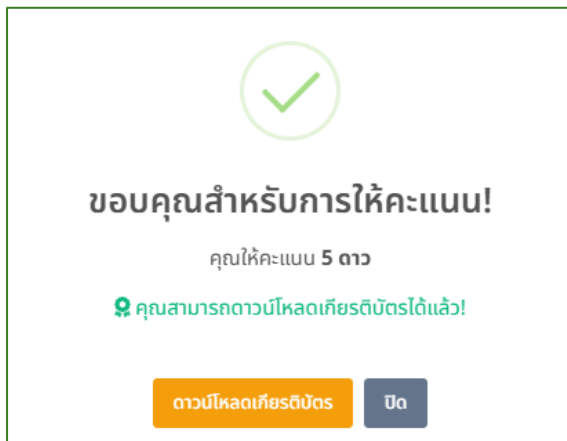 ขอบคุณสำหรับการให้คะแนน!
คุณให้คะแนน 5 ดาว
คุณสามารถดาวน์โหลดเกียรติบัตรได้แล้ว!
ดาวน์โหลดเกียรติบัตร
ปิด